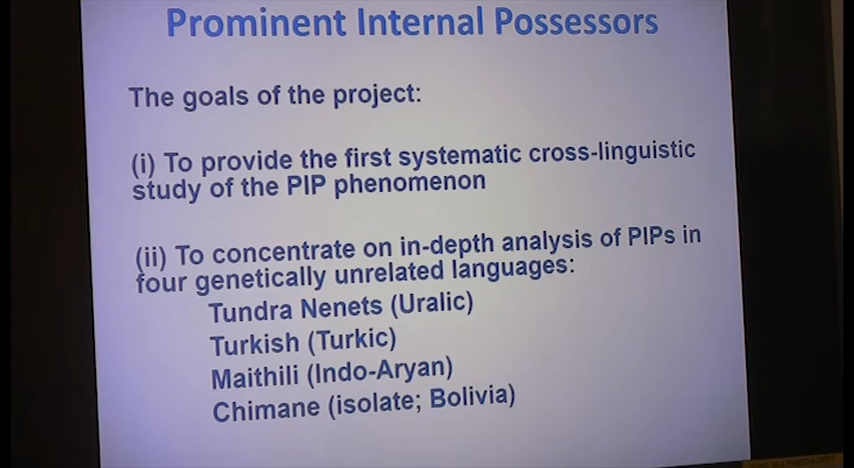 Prominent Internal Possessors
The goals of the project:
(i) To provide the first systematic cross-linguistic
study of the PIP phenomenon
(ii) To concentrate on in-depth analysis of PIPs in
four genetically unrelated languages:
Tundra Nenets (Uralic)
Turkish (Turkic)
Maithili (Indo-Aryan)
Chimane (isolate; Bolivia)